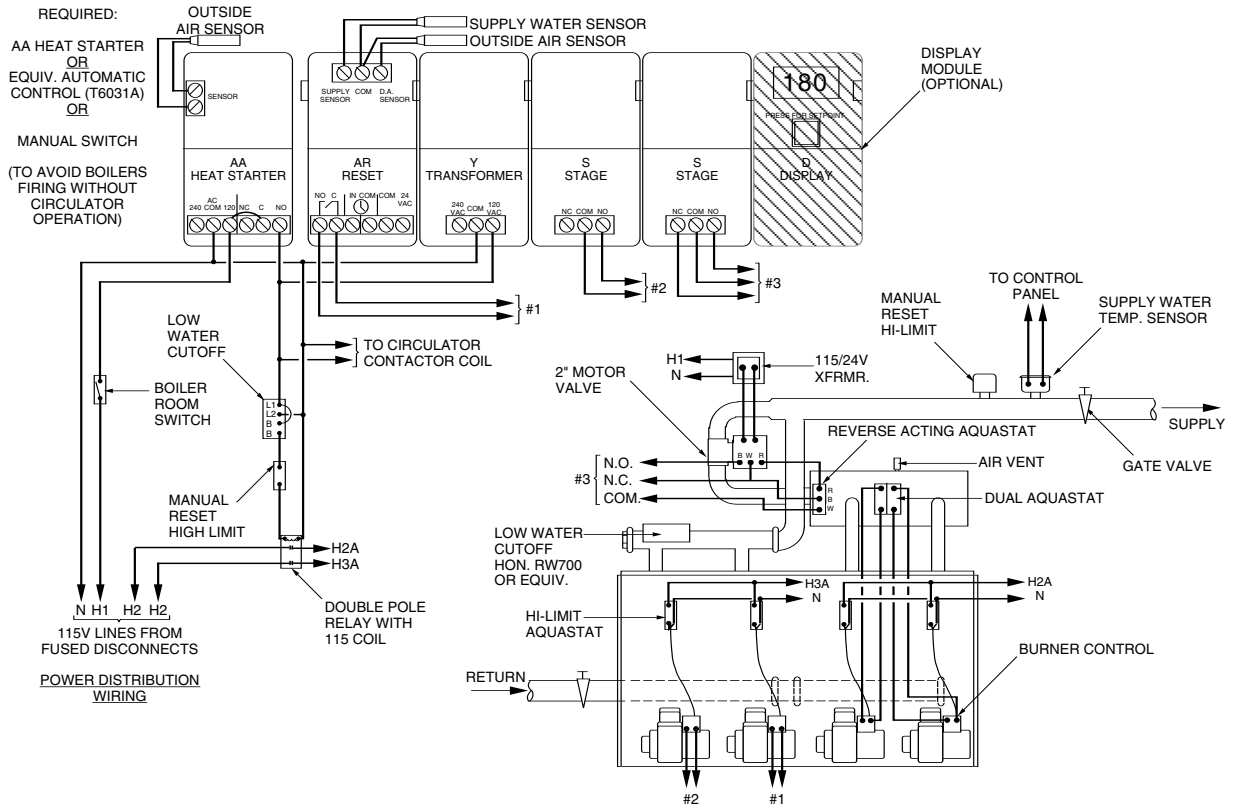 REQUIRED:
AA HEAT STARTER
OR
EQUIV. AUTOMATIC
CONTROL (T6031A)
OR
MANUAL SWITCH
(TO AVOID BOILERS
FIRING WITHOUT
CIRCULATOR
OPERATION)
OUTSIDE
AIR SENSOR
SENSOR
AA
HEAT STARTER
240 AC COM 120 NC C NO
SUPPLY WATER SENSOR
OUTSIDE AIR SENSOR
SUPPLY SENSOR
COM
D.A. SENSOR
AR
RESET
NO C IN COM COM 24 VAC
Y
TRANSFORMER
240 VAC COM 120 VAC
S
STAGE
NC COM NO
S
STAGE
NC COM NO
180
PRESS FOR SETPOINT
D
DISPLAY
DISPLAY
MODULE
(OPTIONAL)
#1
#2
#3
LOW
WATER
CUTOFF
TO CIRCULATOR
CONTACTOR COIL
BOILER
ROOM
SWITCH
L1
L2
B
B
MANUAL
RESET
HIGH LIMIT
H2A
H3A
N H1 H2 H2
115V LINES FROM
FUSED DISCONNECTS
POWER DISTRIBUTION
WIRING
DOUBLE POLE
RELAY WITH
115 COIL
TO CONTROL
PANEL
MANUAL
RESET
HI-LIMIT
SUPPLY WATER
TEMP. SENSOR
H1
N
115/24V
XFRMR.
2" MOTOR
VALVE
SUPPLY
REVERSE ACTING AQUASTAT
B W R
#3
N.O.
N.C.
COM.
R
B
W
AIR VENT
GATE VALVE
DUAL AQUASTAT
LOW WATER
CUTOFF
HON. RW700
OR EQUIV.
H3A
N
H2A
N
HI-LIMIT
AQUASTAT
BURNER CONTROL
RETURN
#2
#1